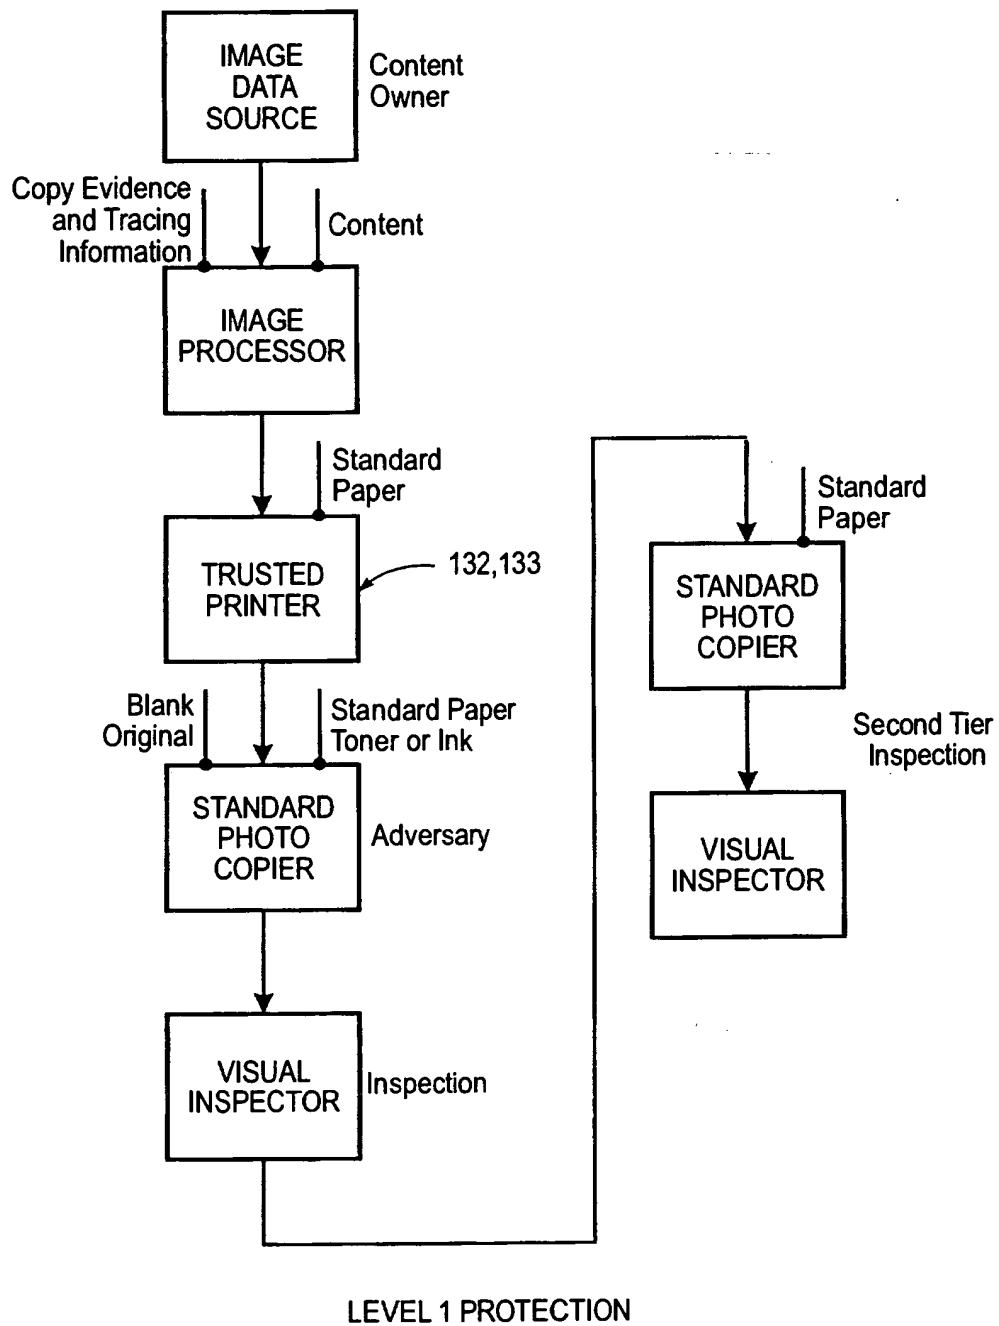 IMAGE
DATA
SOURCE
Content
Owner
Copy Evidence
and Tracing
Information
Content
IMAGE
PROCESSOR
Standard
Paper
TRUSTED
PRINTER
132,133
Blank
Original
Standard Paper
Toner or Ink
STANDARD
PHOTO
COPIER
Adversary
VISUAL
INSPECTOR
Inspection
Standard
Paper
STANDARD
PHOTO
COPIER
Second Tier
Inspection
VISUAL
INSPECTOR
LEVEL 1 PROTECTION